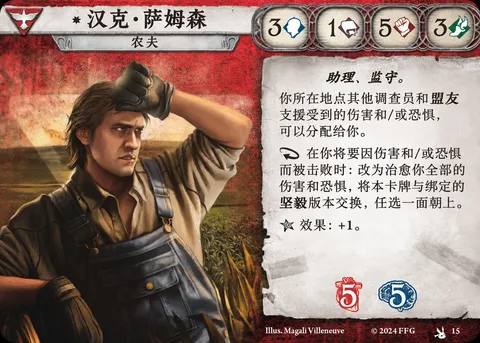 汉克·萨姆森
农夫
3 1 5 3
助理、监守。
你所在地点其他调查员和盟友
支援受到的伤害和/或恐惧，
可以分配给你。
在你将要因伤害和/或恐惧
而被击败时：改为治愈你全部的
伤害和恐惧，将本卡牌与绑定的
坚毅版本交换，任选一面朝上。
效果：+1。
5 5
Illus. Magali Villeneuve © 2024 FFG 15